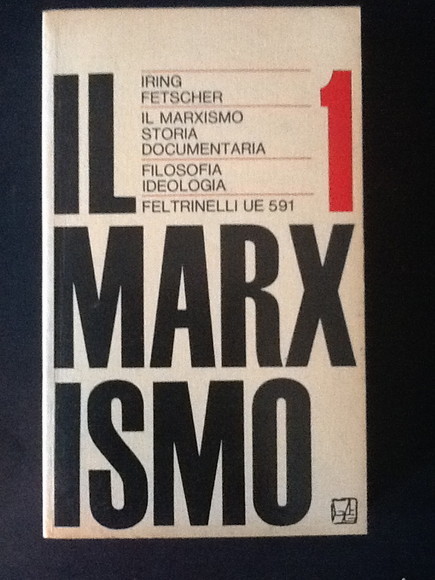 IRING
FETSCHER
IL MARXISMO
STORIA
DOCUMENTARIA
FILOSOFIA
IDEOLOGIA
FELTRINELLI UE 591
1
IL
MARX
ISMO